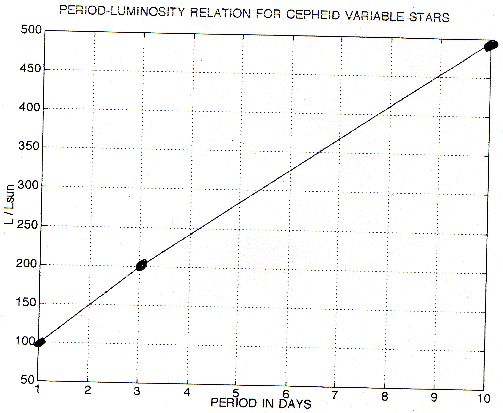 PERIOD-LUMINOSITY RELATION FOR CEPHEID VARIABLE STARS
500
450
400
350
300
250
200
150
100
50
L / Lsun
1 2 3 4 5 6 7 8 9 10
PERIOD IN DAYS